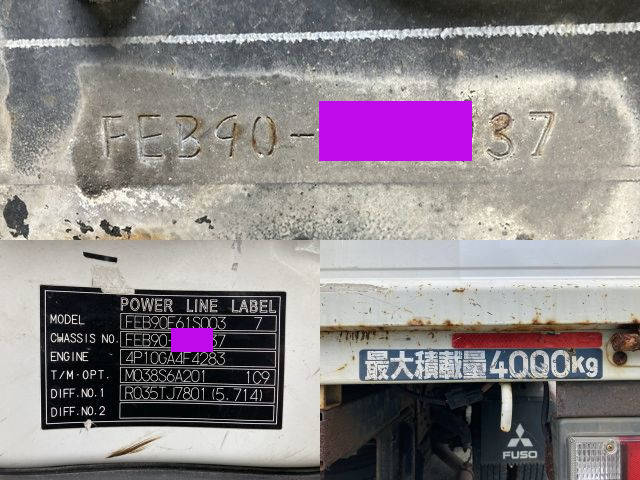 FEB90- 37
POWER LINE LABEL
MODEL FEB90E61S003 7
CHASSIS NO. FEB90- 37
ENGINE 4P10GA4F4283
T/M·OPT. M038S6A201 1C9
DIFF.NO.1 R035TJ7801(5.714)
DIFF.NO.2
最大積載量4000kg
FUSO